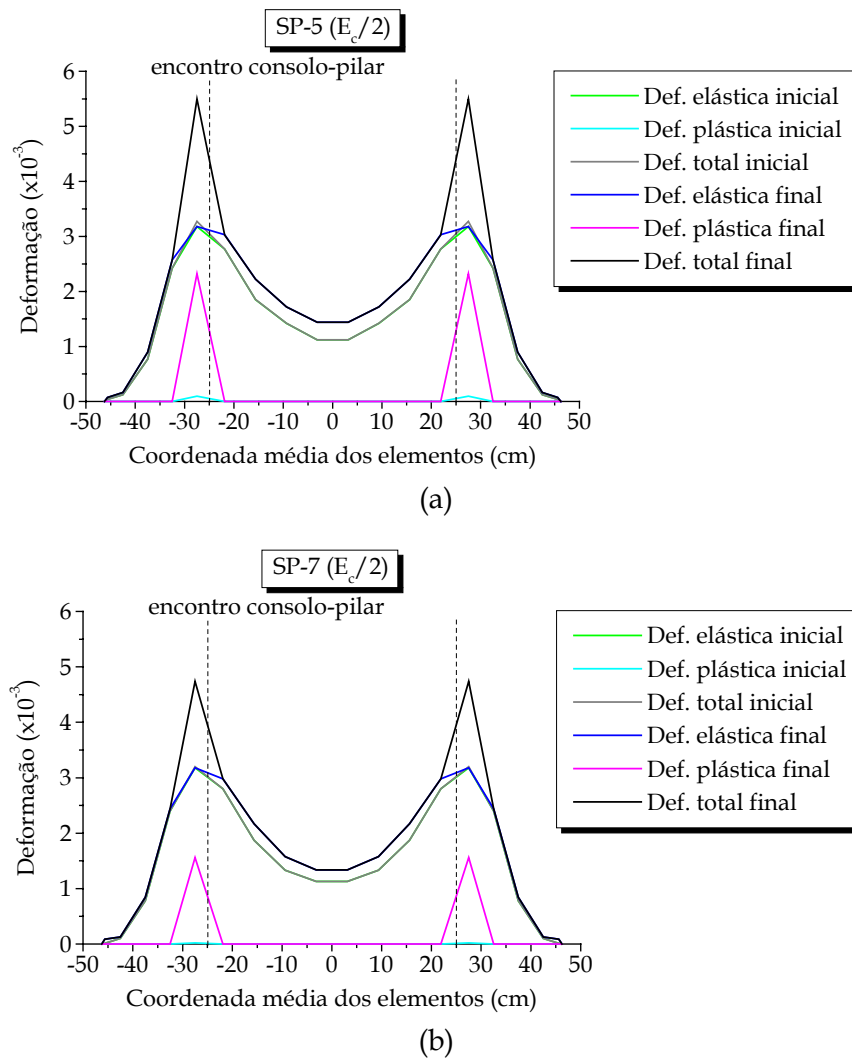 SP-5 (E_c/2)
encontro consolo-pilar
Def. elástica inicial
Def. plástica inicial
Def. total inicial
Def. elástica final
Def. plástica final
Def. total final
Deformação (x10⁻³)
6
5
4
3
2
1
0
-50 -40 -30 -20 -10 0 10 20 30 40 50
Coordenada média dos elementos (cm)
(a)
SP-7 (E_c/2)
encontro consolo-pilar
Def. elástica inicial
Def. plástica inicial
Def. total inicial
Def. elástica final
Def. plástica final
Def. total final
Deformação (x10⁻³)
6
5
4
3
2
1
0
-50 -40 -30 -20 -10 0 10 20 30 40 50
Coordenada média dos elementos (cm)
(b)